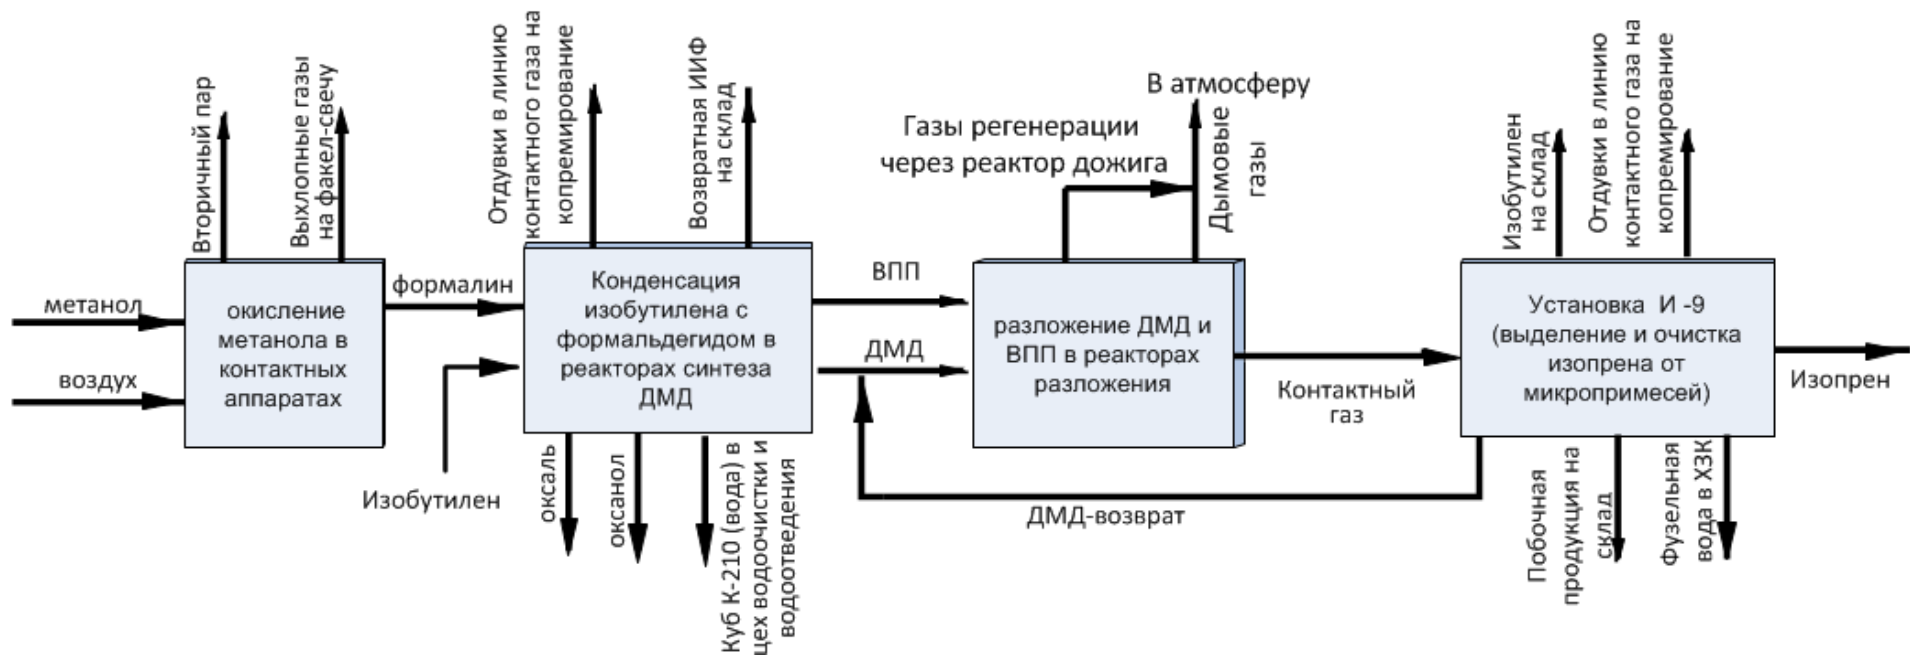 Вторичный пар
Выхлопные газы
на факел-свечу
метанол
воздух
окисление
метанола в
контактных
аппаратах
формалин
Изобутилен
Отдувки в линию
контактного газа на
копремирование
Возвратная ИИФ
на склад
Конденсация
изобутилена с
формальдегидом в
реакторах синтеза
ДМД
оксаль
оксанол
Куб К-210 (вода) в
цех водоочистки и
водоотведения
ВПП
ДМД
Газы регенерации
через реактор дожига
В атмосферу
Дымовые
газы
разложение ДМД и
ВПП в реакторах
разложения
ДМД-возврат
Контактный
газ
Изобутилен
на склад
Отдувки в линию
контактного газа на
копремирование
Установка И -9
(выделение и очистка
изопрена от
микропримесей)
Изопрен
Побочная
продукция на
склад
Фузельная
вода в ХЗК